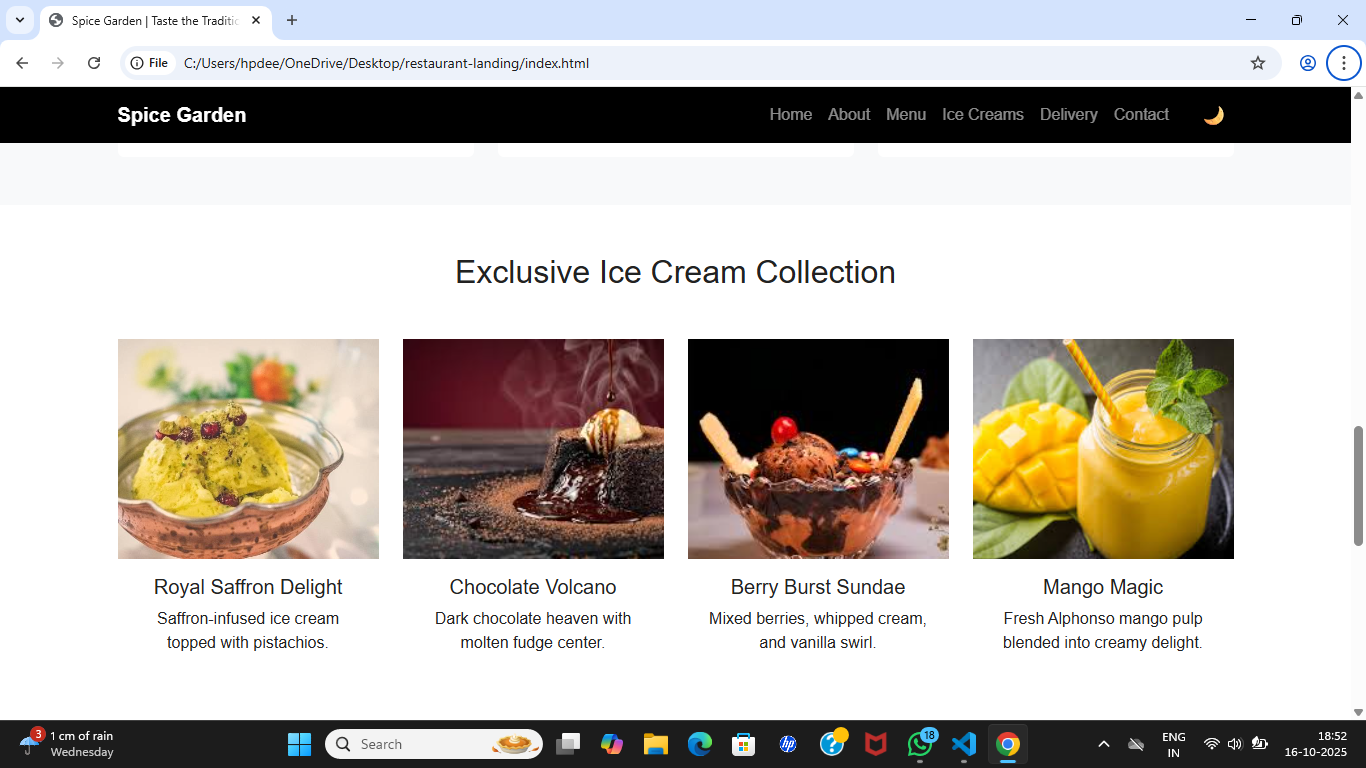 Spice Garden | Taste the Traditic
File
C:/Users/hpdee/OneDrive/Desktop/restaurant-landing/index.html
Spice Garden
Home
About
Menu
Ice Creams
Delivery
Contact
Exclusive Ice Cream Collection
Royal Saffron Delight
Saffron-infused ice cream
topped with pistachios.
Chocolate Volcano
Dark chocolate heaven with
molten fudge center.
Berry Burst Sundae
Mixed berries, whipped cream,
and vanilla swirl.
Mango Magic
Fresh Alphonso mango pulp
blended into creamy delight.
3
1 cm of rain
Wednesday
Search
hp
?
18
ENG
IN
18:52
16-10-2025